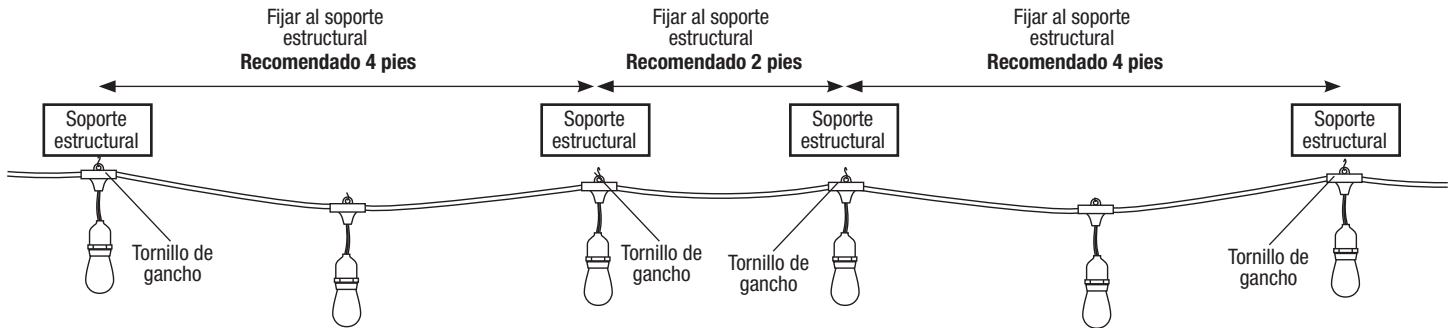 Fijar al soporte
estructural
Recomendado 4 pies
Fijar al soporte
estructural
Recomendado 2 pies
Fijar al soporte
estructural
Recomendado 4 pies
Soporte
estructural
Soporte
estructural
Soporte
estructural
Soporte
estructural
Tornillo de
gancho
Tornillo de
gancho
Tornillo de
gancho
Tornillo de
gancho